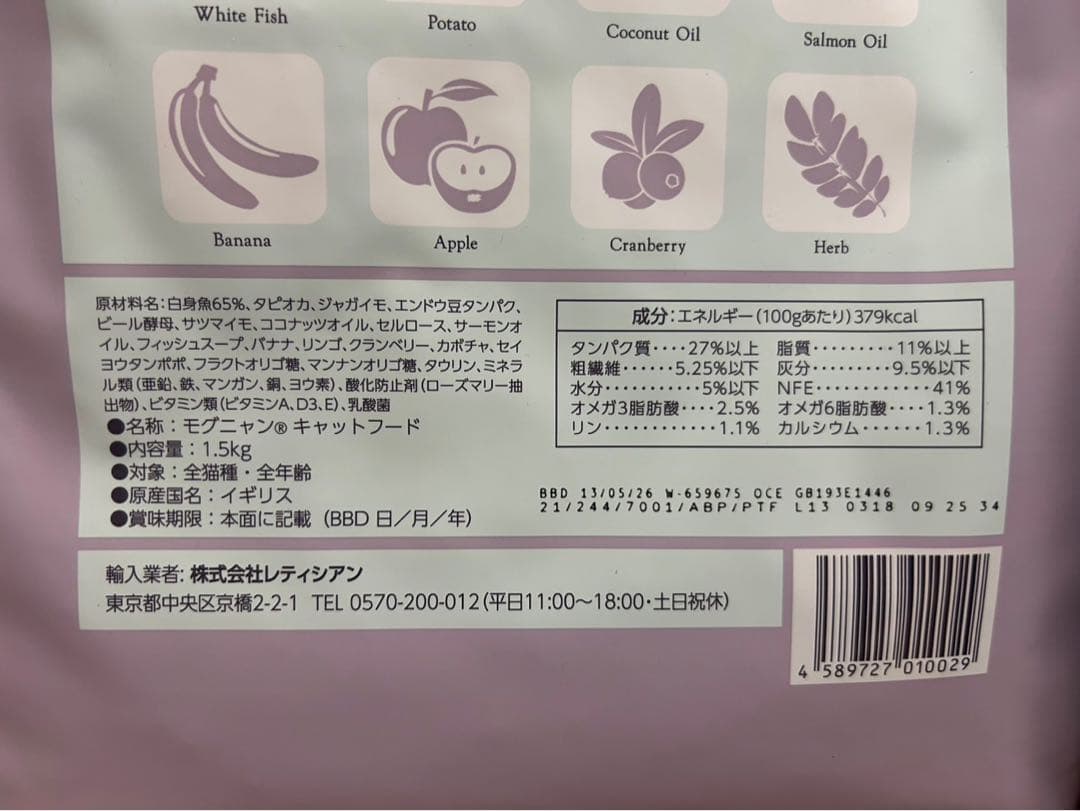 White Fish
Potato
Coconut Oil
Salmon Oil
Banana
Apple
Cranberry
Herb
原材料名:白身魚65%、タピオカ、ジャガイモ、エンドウ豆タンパク、
ビール酵母、サツマイモ、ココナッツオイル、セルロース、サーモンオ
イル、フィッシュスープ、バナナ、リンゴ、クランベリー、カボチャ、セイ
ヨウタンポポ、フラクトオリゴ糖、マンナンオリゴ糖、タウリン、ミネラ
ル類(亜鉛、鉄、マンガン、銅、ヨウ素)、酸化防止剤(ローズマリー抽
出物)、ビタミン類(ビタミンA、D3、E)、乳酸菌
●名称:モグニャン® キャットフード
●内容量:1.5kg
●対象:全猫種・全年齢
●原産国名:イギリス
●賞味期限:本面に記載(BBD 日/月/年)
成分:エネルギー(100gあたり)379kcal
タンパク質････27%以上 脂質･････････11%以上
粗繊維･･････5.25%以下 灰分･････････9.5%以下
水分･･･････････5%以下 NFE････････････41%
オメガ3脂肪酸････2.5% オメガ6脂肪酸････1.3%
リン････････････1.1% カルシウム･･････1.3%
BBD 13/05/26 W-659675 OCE GB193E1446
21/244/7001/ABP/PTF L13 0318 09 25 34
輸入業者:株式会社レティシアン
東京都中央区京橋2-2-1 TEL 0570-200-012(平日11:00〜18:00・土日祝休)
4 589727 010029